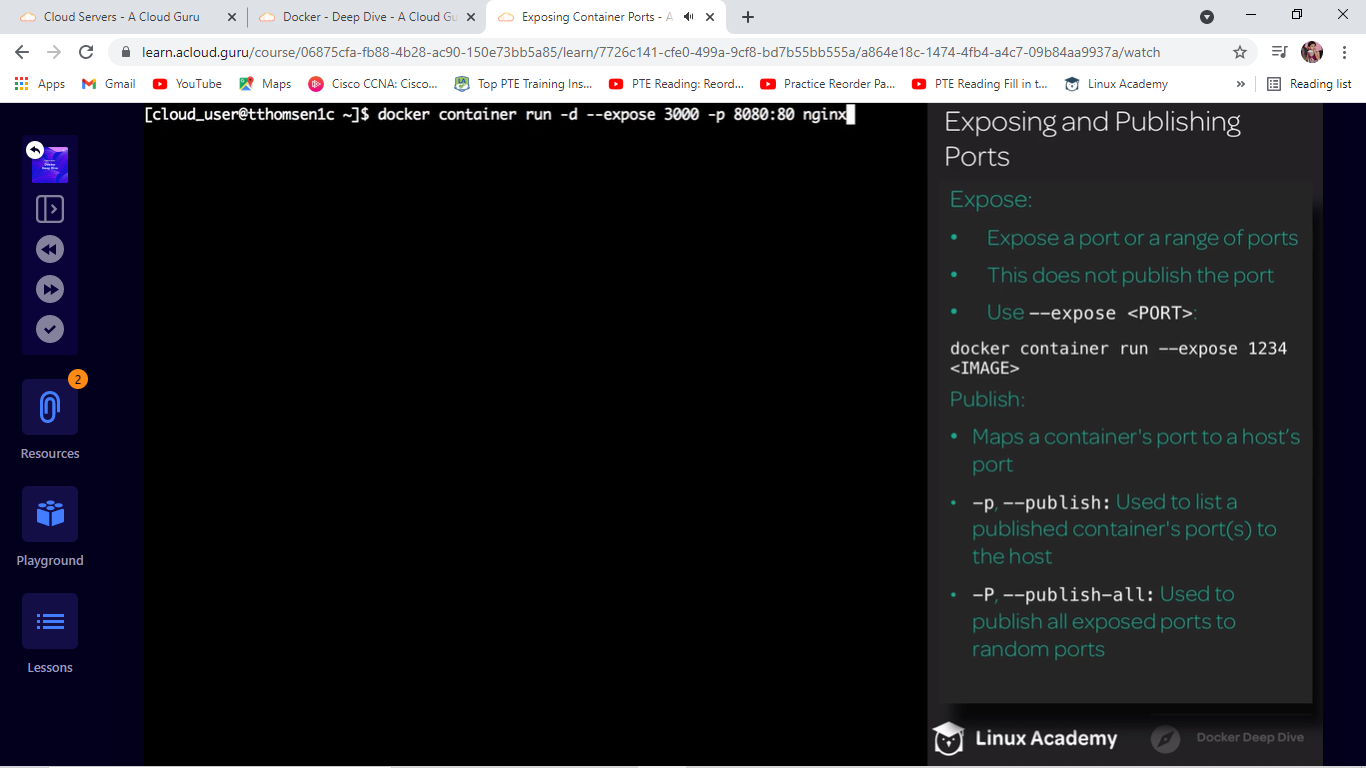 Cloud Servers - A Cloud Guru
Docker - Deep Dive - A Cloud Gu
Exposing Container Ports - A
learn.acloud.guru/course/06875cfa-fb88-4b28-ac90-150e73bb5a85/learn/7726c141-cfe0-499a-9cf8-bd7b55bb555a/a864e18c-1474-4fb4-a4c7-09b84aa9937a/watch
Apps
Gmail
YouTube
Maps
Cisco CCNA: Cisco...
Top PTE Training Ins...
PTE Reading: Reord...
Practice Reorder Pa...
PTE Reading Fill in t...
Linux Academy
»
Reading list
[cloud_user@tthomsen1c ~]$ docker container run -d --expose 3000 -p 8080:80 nginx
Docker
Deep Dive
2
Resources
Playground
Lessons
Exposing and Publishing
Ports
Expose:
• Expose a port or a range of ports
• This does not publish the port
• Use --expose <PORT>:
docker container run --expose 1234
<IMAGE>
Publish:
• Maps a container's port to a host's
port
• -p, --publish: Used to list a
published container's port(s) to
the host
• -P, --publish-all: Used to
publish all exposed ports to
random ports
Linux Academy
Docker Deep Dive